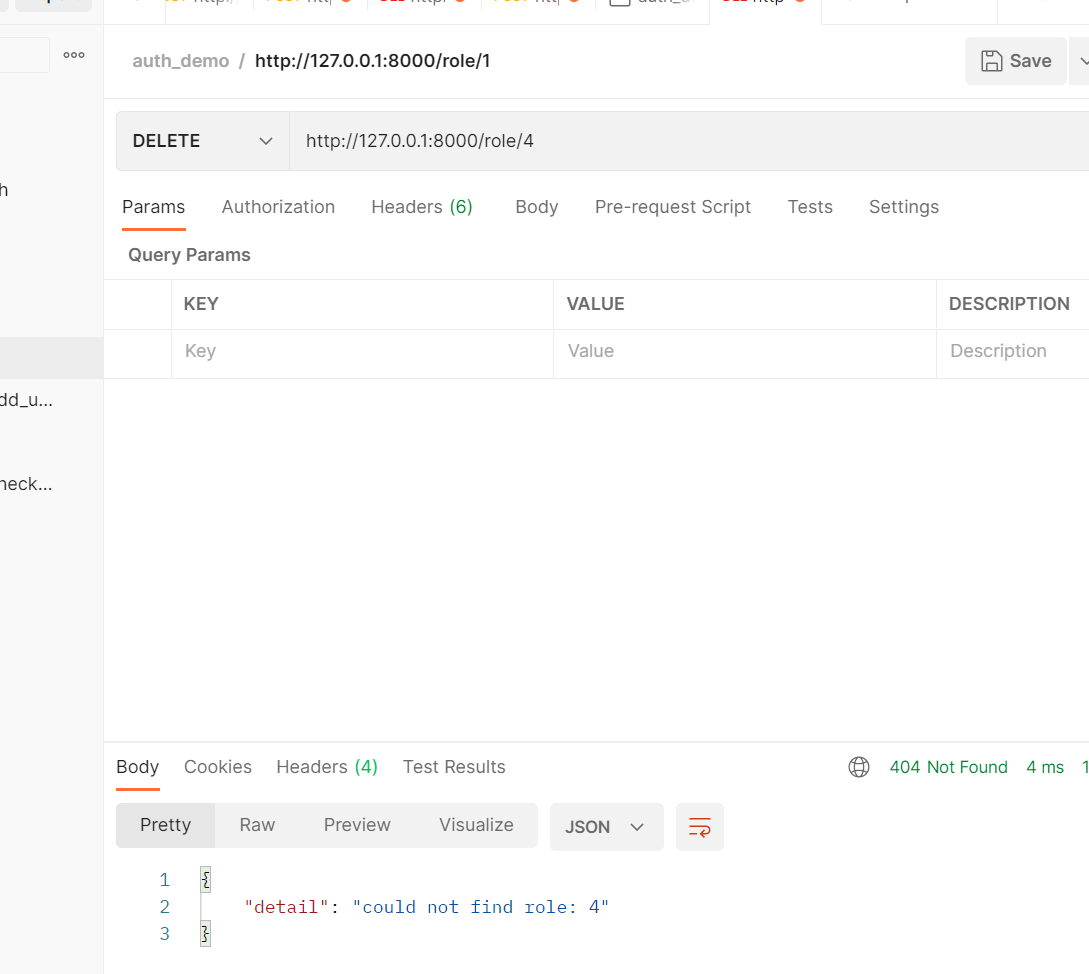 auth_demo / http://127.0.0.1:8000/role/1
Save
DELETE
http://127.0.0.1:8000/role/4
h
Params Authorization Headers (6) Body Pre-request Script Tests Settings
Query Params
KEY VALUE DESCRIPTION
Key Value Description
dd_u...
heck...
Body Cookies Headers (4) Test Results
404 Not Found 4 ms 1
Pretty Raw Preview Visualize JSON
1 {
2 "detail": "could not find role: 4"
3 }